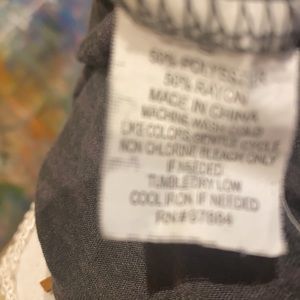 50% POLYESTER
50% RAYON
MADE IN CHINA
MACHINE WASH COLD
LIKE COLORS, GENTLE CYCLE
NON CHLORINE BLEACH ONLY
IF NEEDED
TUMBLE DRY LOW
COOL IRON IF NEEDED
RN#